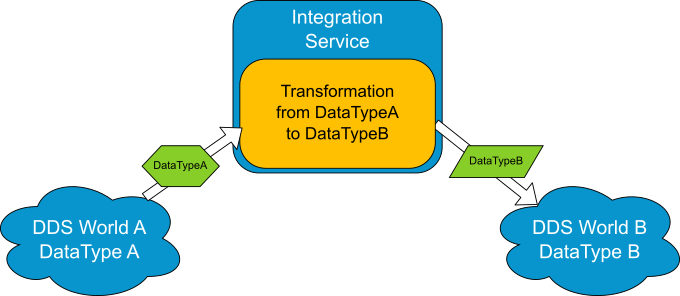 Integration
Service
Transformation
from DataTypeA
to DataTypeB
DataTypeA
DataTypeB
DDS World A
DataType A
DDS World B
DataType B